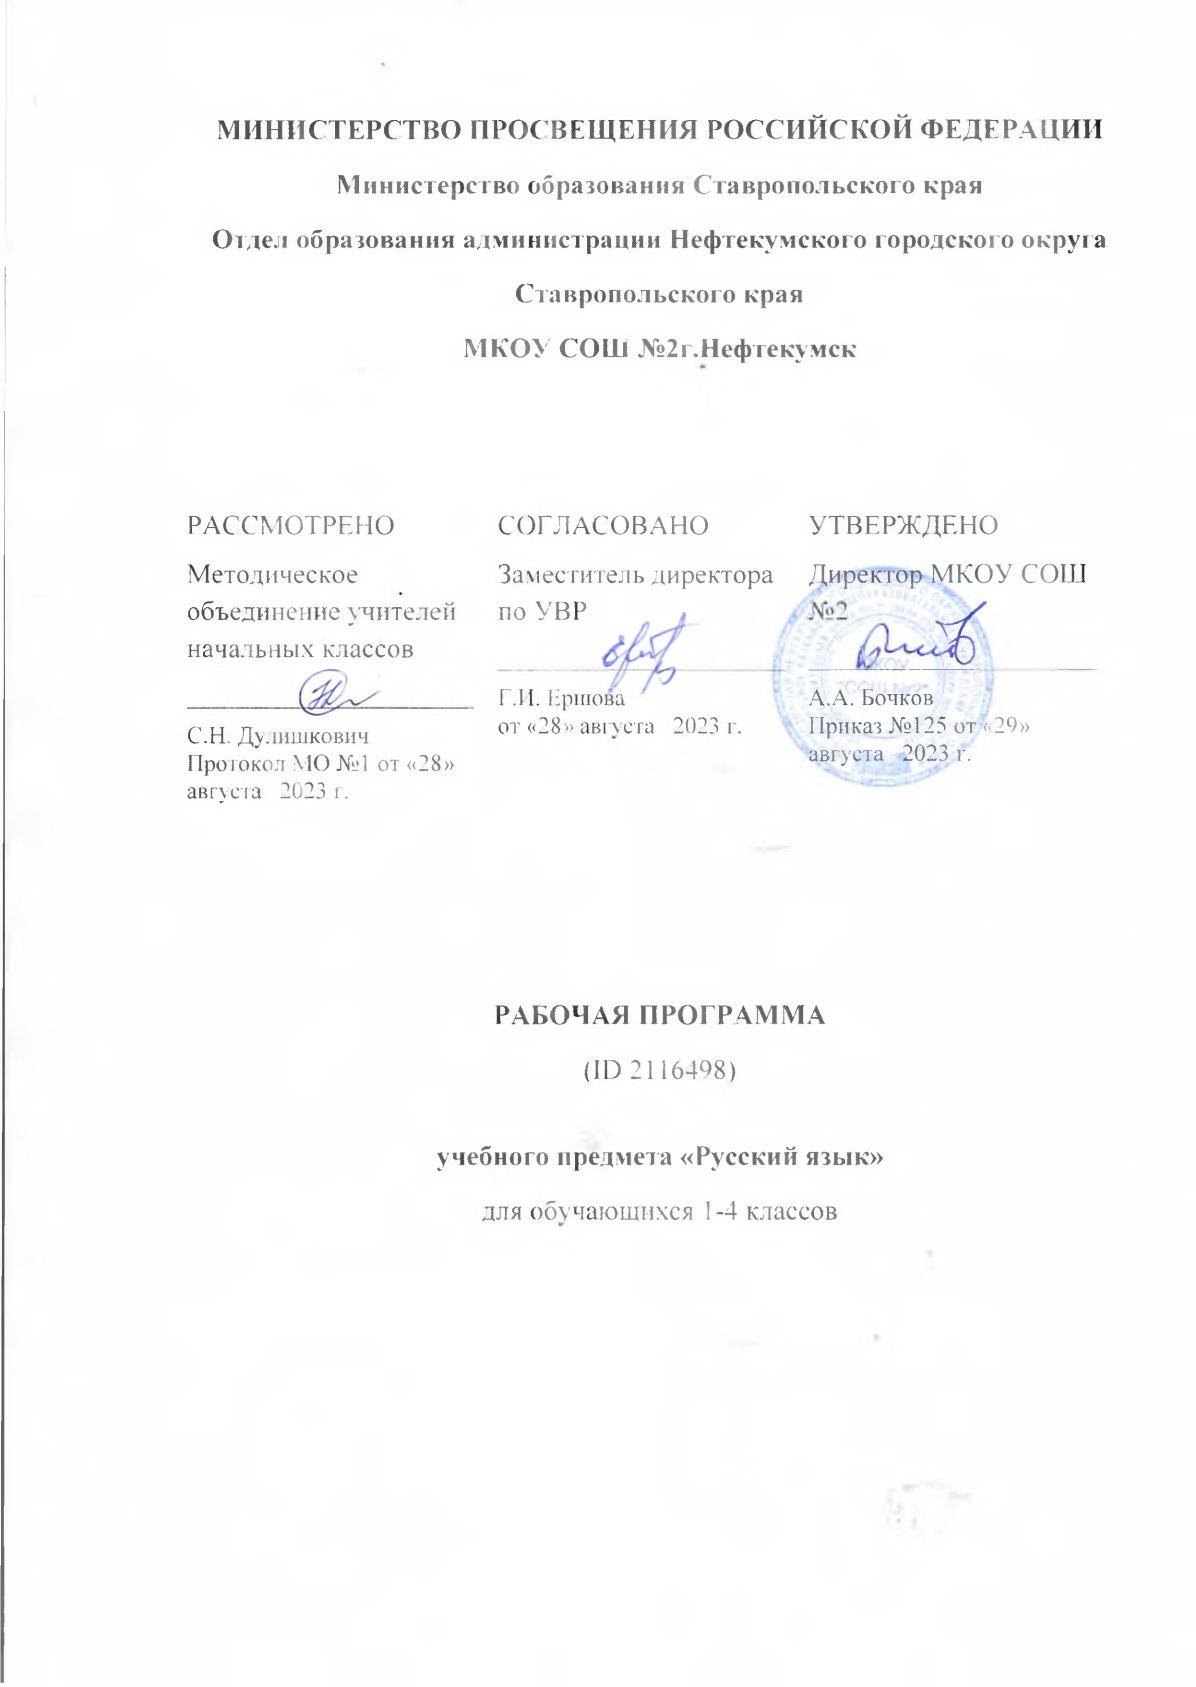 МИНИСТЕРСТВО ПРОСВЕЩЕНИЯ РОССИЙСКОЙ ФЕДЕРАЦИИ
Министерство образования Ставропольского края
Отдел образования администрации Нефтекумского городского округа
Ставропольского края
МКОУ СОШ №2г.Нефтекумск
РАССМОТРЕНО
Методическое
объединение учителей
начальных классов
С.Н. Дулишкович
Протокол МО №1 от «28»
августа 2023 г.
СОГЛАСОВАНО
Заместитель директора
по УВР
Г.И. Ершова
от «28» августа 2023 г.
УТВЕРЖДЕНО
Директор МКОУ СОШ
№2
А.А. Бочков
Приказ №125 от «29»
августа 2023 г.
РАБОЧАЯ ПРОГРАММА
(ID 2116498)
учебного предмета «Русский язык»
для обучающихся 1-4 классов